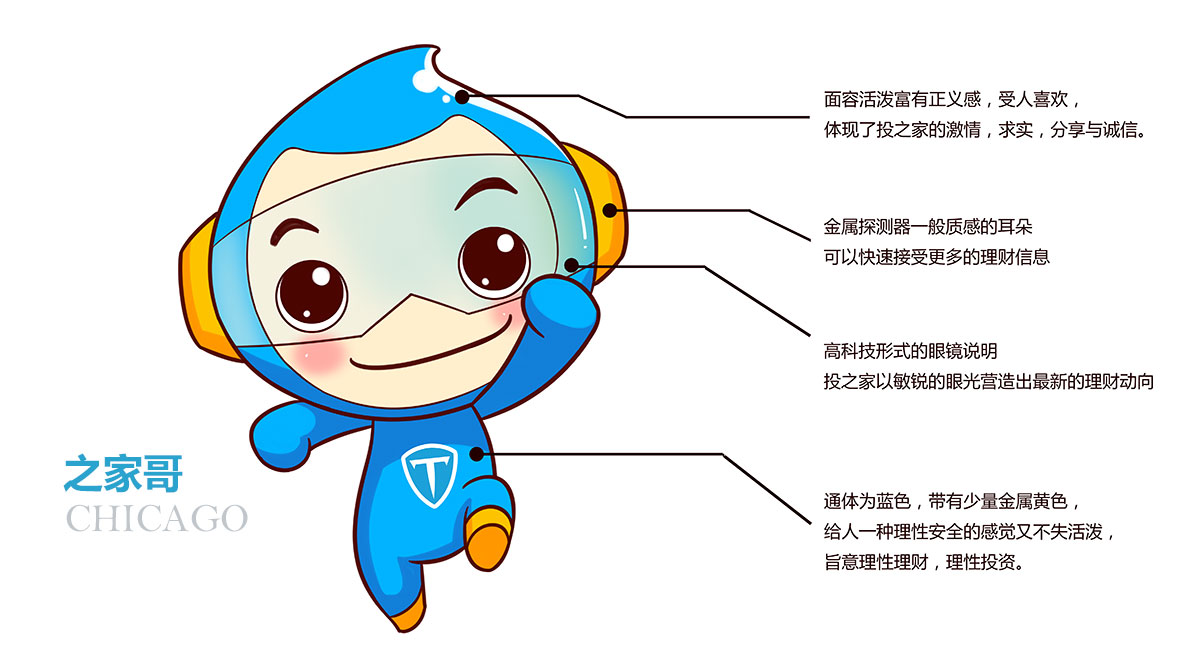 面容活泼富有正义感，受人喜欢，
体现了投之家的激情，求实，分享与诚信。
金属探测器一般质感的耳朵
可以快速接受更多的理财信息
高科技形式的眼镜说明
投之家以敏锐的眼光营造出最新的理财动向
之家哥
CHICAGO
T
通体为蓝色，带有少量金属黄色，
给人一种理性安全的感觉又不失活泼，
旨意理性理财，理性投资。